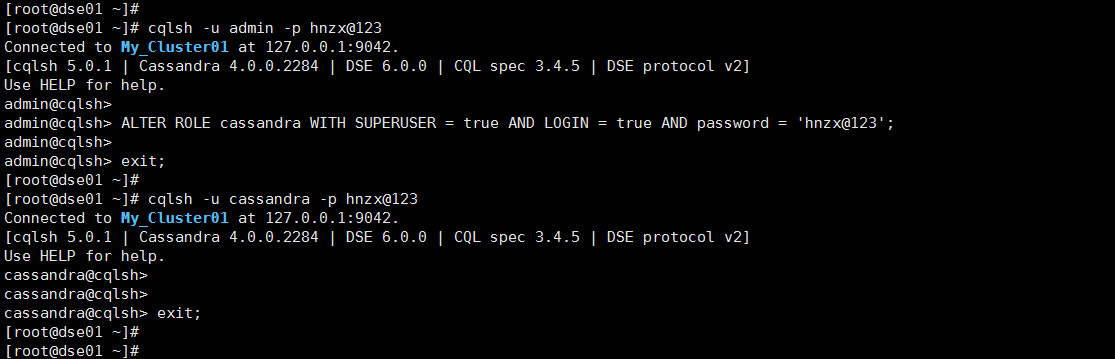 [root@dse01 ~]#
[root@dse01 ~]# cqlsh -u admin -p hnzx@123
Connected to My_Cluster01 at 127.0.0.1:9042.
[cqlsh 5.0.1 | Cassandra 4.0.0.2284 | DSE 6.0.0 | CQL spec 3.4.5 | DSE protocol v2]
Use HELP for help.
admin@cqlsh>
admin@cqlsh> ALTER ROLE cassandra WITH SUPERUSER = true AND LOGIN = true AND password = 'hnzx@123';
admin@cqlsh>
admin@cqlsh> exit;
[root@dse01 ~]#
[root@dse01 ~]# cqlsh -u cassandra -p hnzx@123
Connected to My_Cluster01 at 127.0.0.1:9042.
[cqlsh 5.0.1 | Cassandra 4.0.0.2284 | DSE 6.0.0 | CQL spec 3.4.5 | DSE protocol v2]
Use HELP for help.
cassandra@cqlsh>
cassandra@cqlsh>
cassandra@cqlsh> exit;
[root@dse01 ~]#
[root@dse01 ~]#